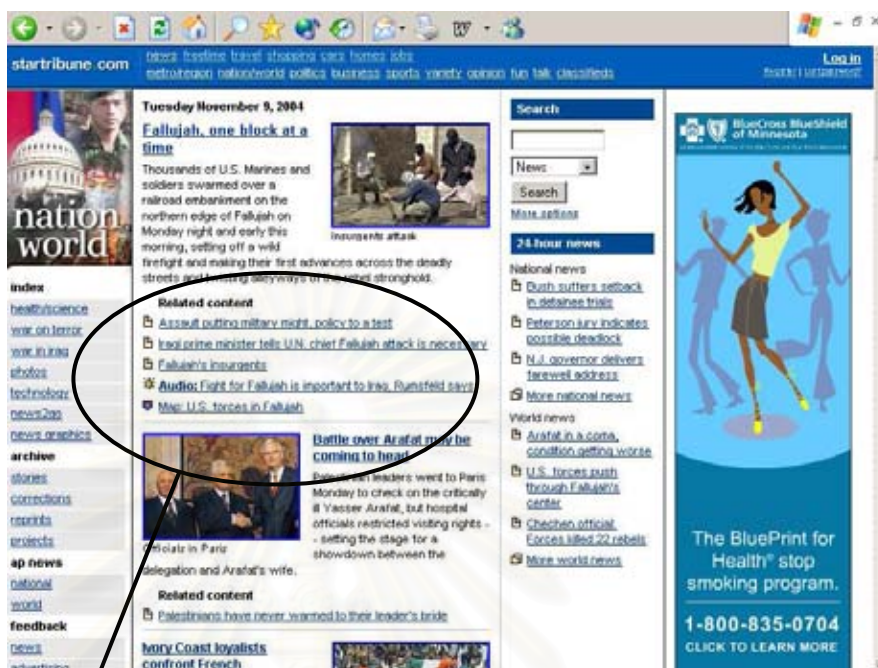 startribune.com
news freetime travel shopping cars homes jobs
metro/region nation/world politics business sports variety opinion fun talk classifieds
Log in
nation
world
index
health/science
war on terror
war in iraq
photos
technology
news2go
news graphics
archive
stories
corrections
reprints
projects
ap news
national
world
feedback
news
advertising
Tuesday November 9, 2004
Fallujah, one block at a
time
Thousands of U.S. Marines and
soldiers swarmed over a
railroad embankment on the
northern edge of Fallujah on
Monday night and early this
morning, setting off a wild
firefight and making their first advances across the deadly
streets and twisting alleyways of the rebel stronghold.
Insurgents attack
Related content
Assault putting military might, policy to a test
Iraqi prime minister tells U.N. chief Fallujah attack is necessary
Fallujah's insurgents
Audio: Fight for Fallujah is important to Iraq, Rumsfeld says
Map: U.S. forces in Fallujah
Battle over Arafat may be
coming to head
Palestinian leaders went to Paris
Monday to check on the critically
ill Yasser Arafat, but hospital
officials restricted visiting rights -
- setting the stage for a
showdown between the
delegation and Arafat's wife.
Officials in Paris
Related content
Palestinians have never warmed to their leader's bride
Ivory Coast loyalists
confront French
Search
News
Search
More options
24-hour news
National news
Bush suffers setback
in detainee trials
Peterson jury indicates
possible deadlock
N.J. governor delivers
farewell address
More national news
World news
Arafat in a coma,
condition getting worse
U.S. forces push
through Fallujah's
center
Chechen official:
Forces killed 22 rebels
More world news
BlueCross BlueShield
of Minnesota
The BluePrint for
Health® stop
smoking program.
1-800-835-0704
CLICK TO LEARN MORE